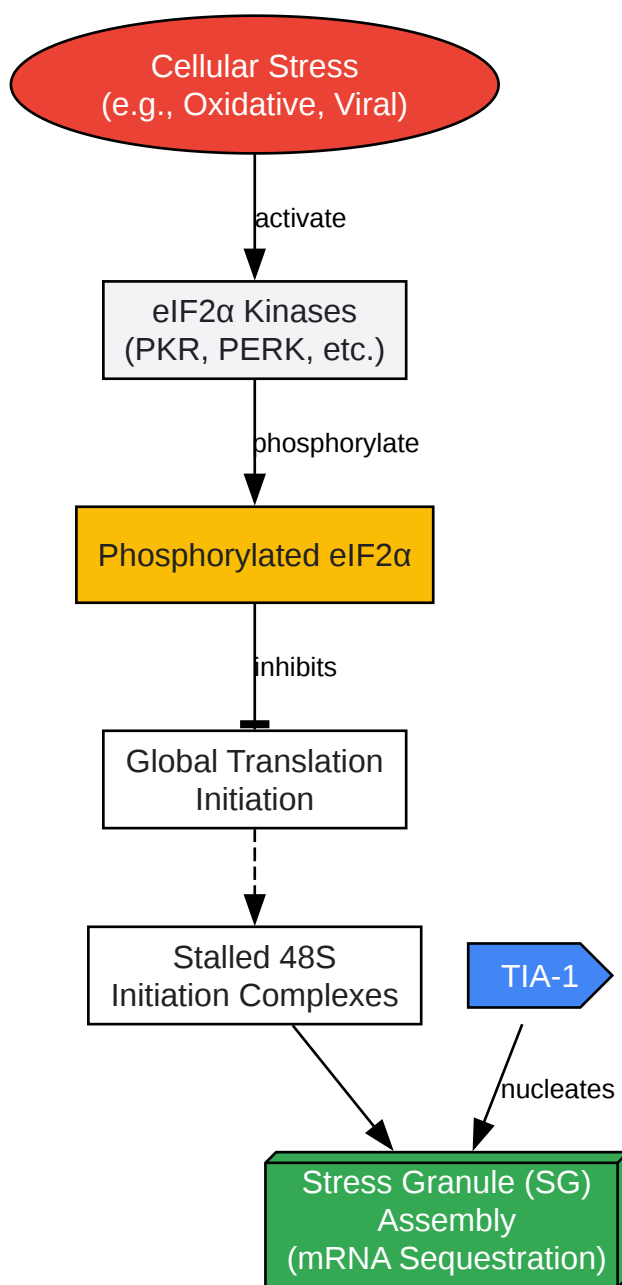 Cellular Stress
(e.g., Oxidative, Viral)
activate
eIF2α Kinases
(PKR, PERK, etc.)
phosphorylate
Phosphorylated eIF2α
inhibits
Global Translation
Initiation
Stalled 48S
Initiation Complexes
TIA-1
nucleates
Stress Granule (SG)
Assembly
(mRNA Sequestration)